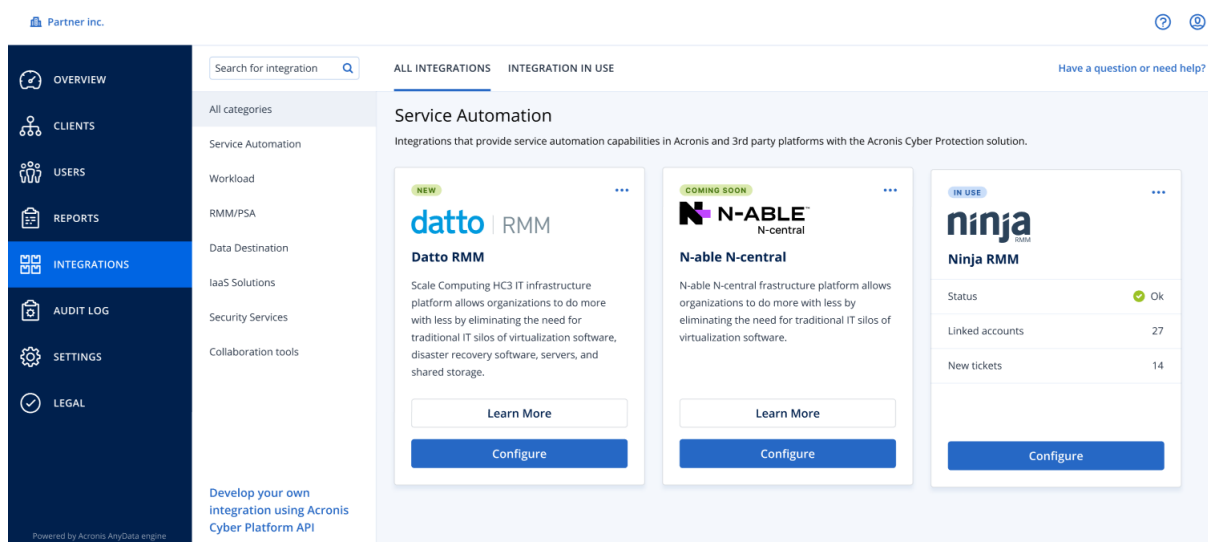 Partner inc.
OVERVIEW
CLIENTS
USERS
REPORTS
INTEGRATIONS
AUDIT LOG
SETTINGS
LEGAL
Powered by Acronis AnyData engine
Search for integration
All categories
Service Automation
Workload
RMM/PSA
Data Destination
IaaS Solutions
Security Services
Collaboration tools
Develop your own
integration using Acronis
Cyber Platform API
ALL INTEGRATIONS INTEGRATION IN USE
Have a question or need help?
Service Automation
Integrations that provide service automation capabilities in Acronis and 3rd party platforms with the Acronis Cyber Protection solution.
NEW
datto RMM
Datto RMM
Scale Computing HC3 IT infrastructure
platform allows organizations to do more
with less by eliminating the need for
traditional IT silos of virtualization software,
disaster recovery software, servers, and
shared storage.
Learn More
Configure
COMING SOON
N-ABLE™
N-central
N-able N-central
N-able N-central frastructure platform allows
organizations to do more with less by
eliminating the need for traditional IT silos of
virtualization software.
Learn More
Configure
IN USE
ninja
RMM
Ninja RMM
Status Ok
Linked accounts 27
New tickets 14
Configure